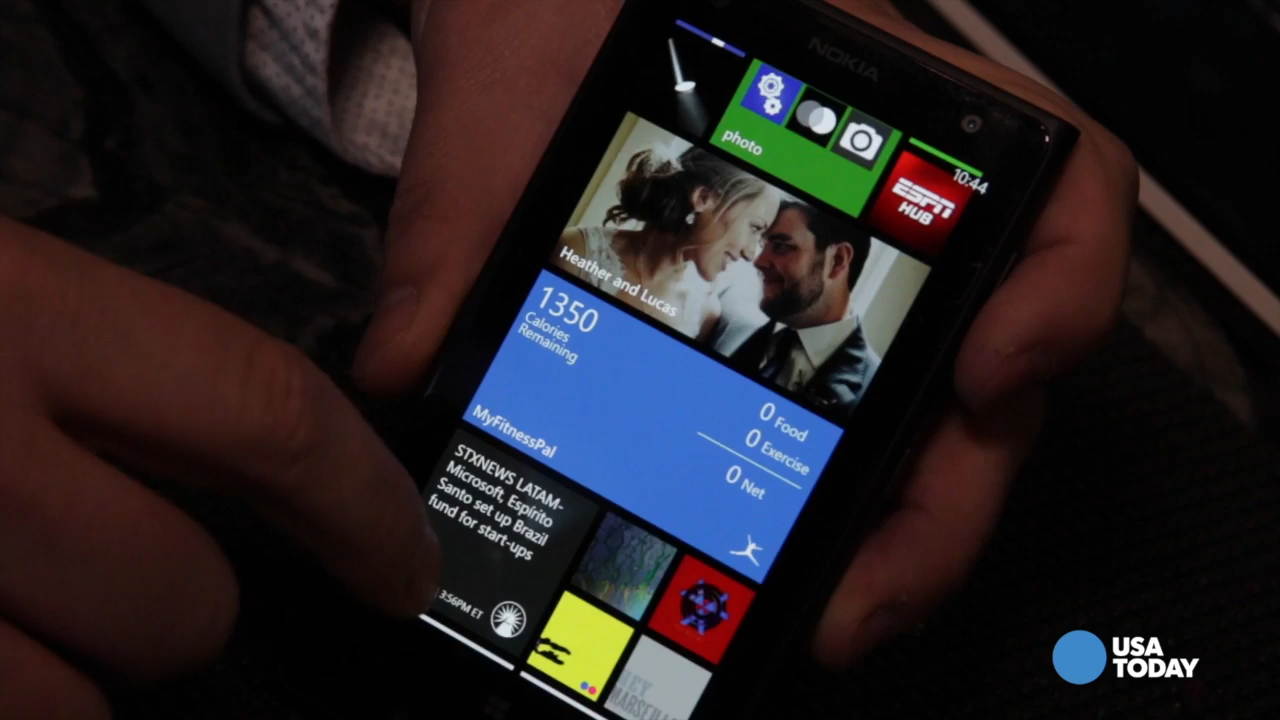 NOKIA
photo
10:44
ESPN
HUB
Heather and Lucas
1350
Calories
Remaining
0 Food
0 Exercise
0 Net
MyFitnessPal
STXNEWS LATAM-
Microsoft, Espírito
Santo set up Brazil
fund for start-ups
3:56PM ET
USA
TODAY